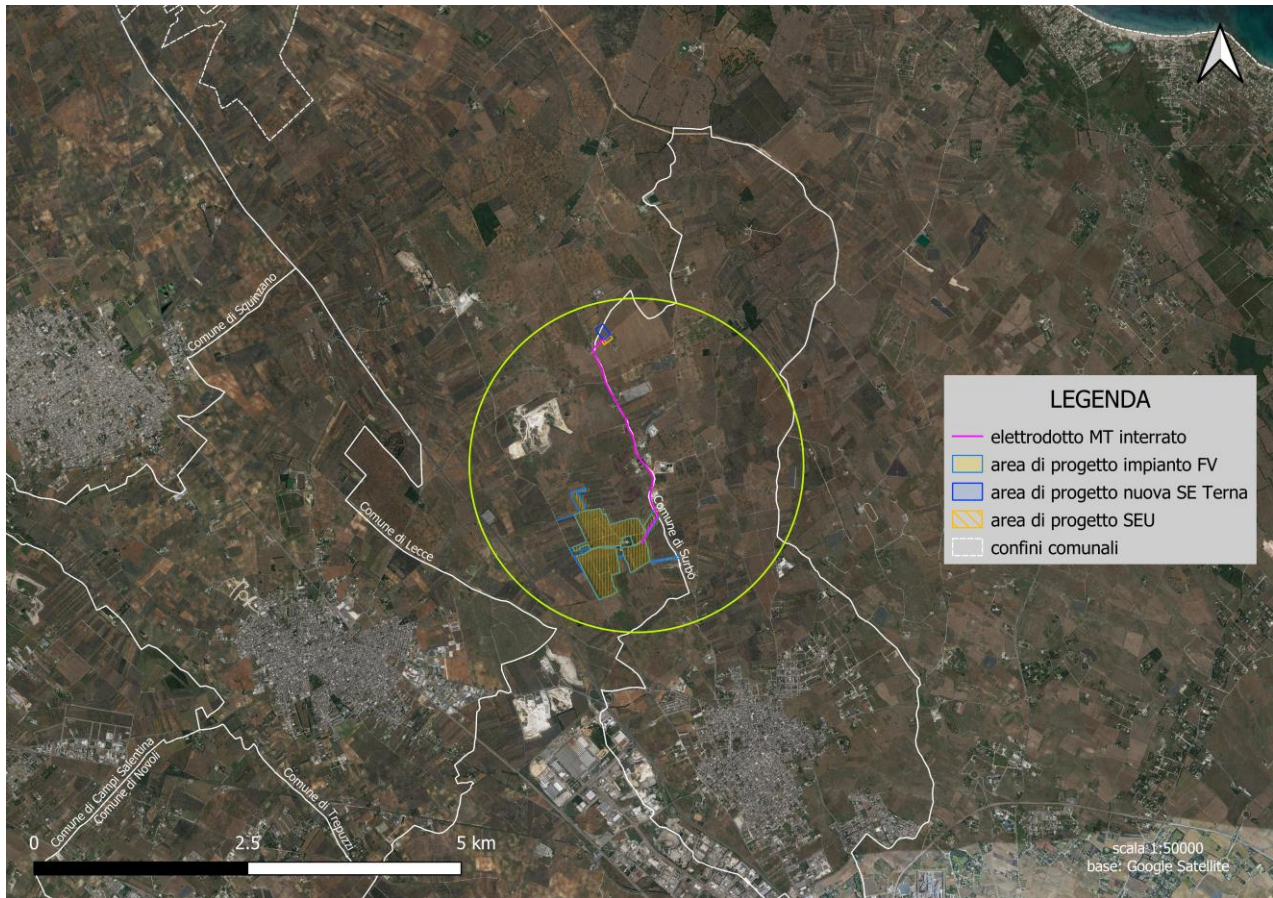 Comune di Squinzano
Comune di Lecce
Comune di Surbo
LEGENDA
elettrodotto MT interrato
area di progetto impianto FV
area di progetto nuova SE Terna
area di progetto SEU
confini comunali
Comune di Campi Salentina
Comune di Novoli
Comune di Trepuzzi
0 2.5 5 km
scala 1:50000
base: Google Satellite